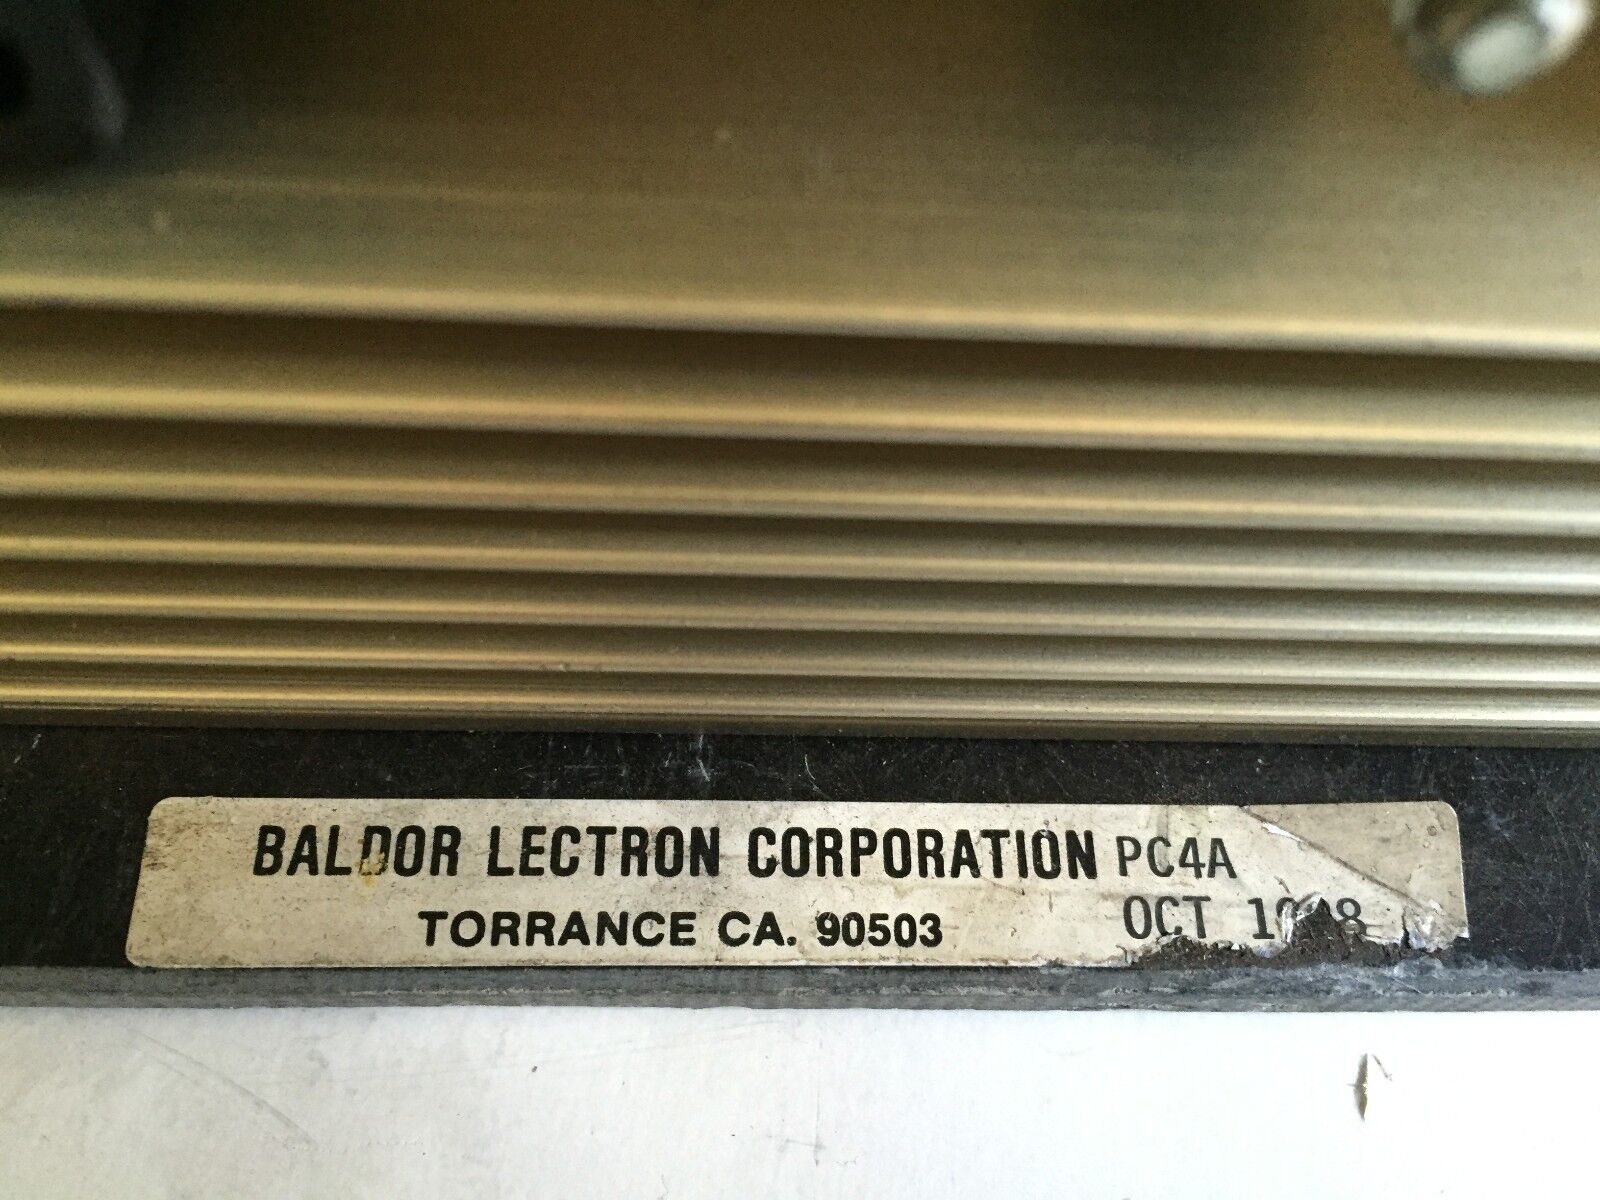 BALDOR LECTRON CORPORATION PC4A
TORRANCE CA. 90503 OCT